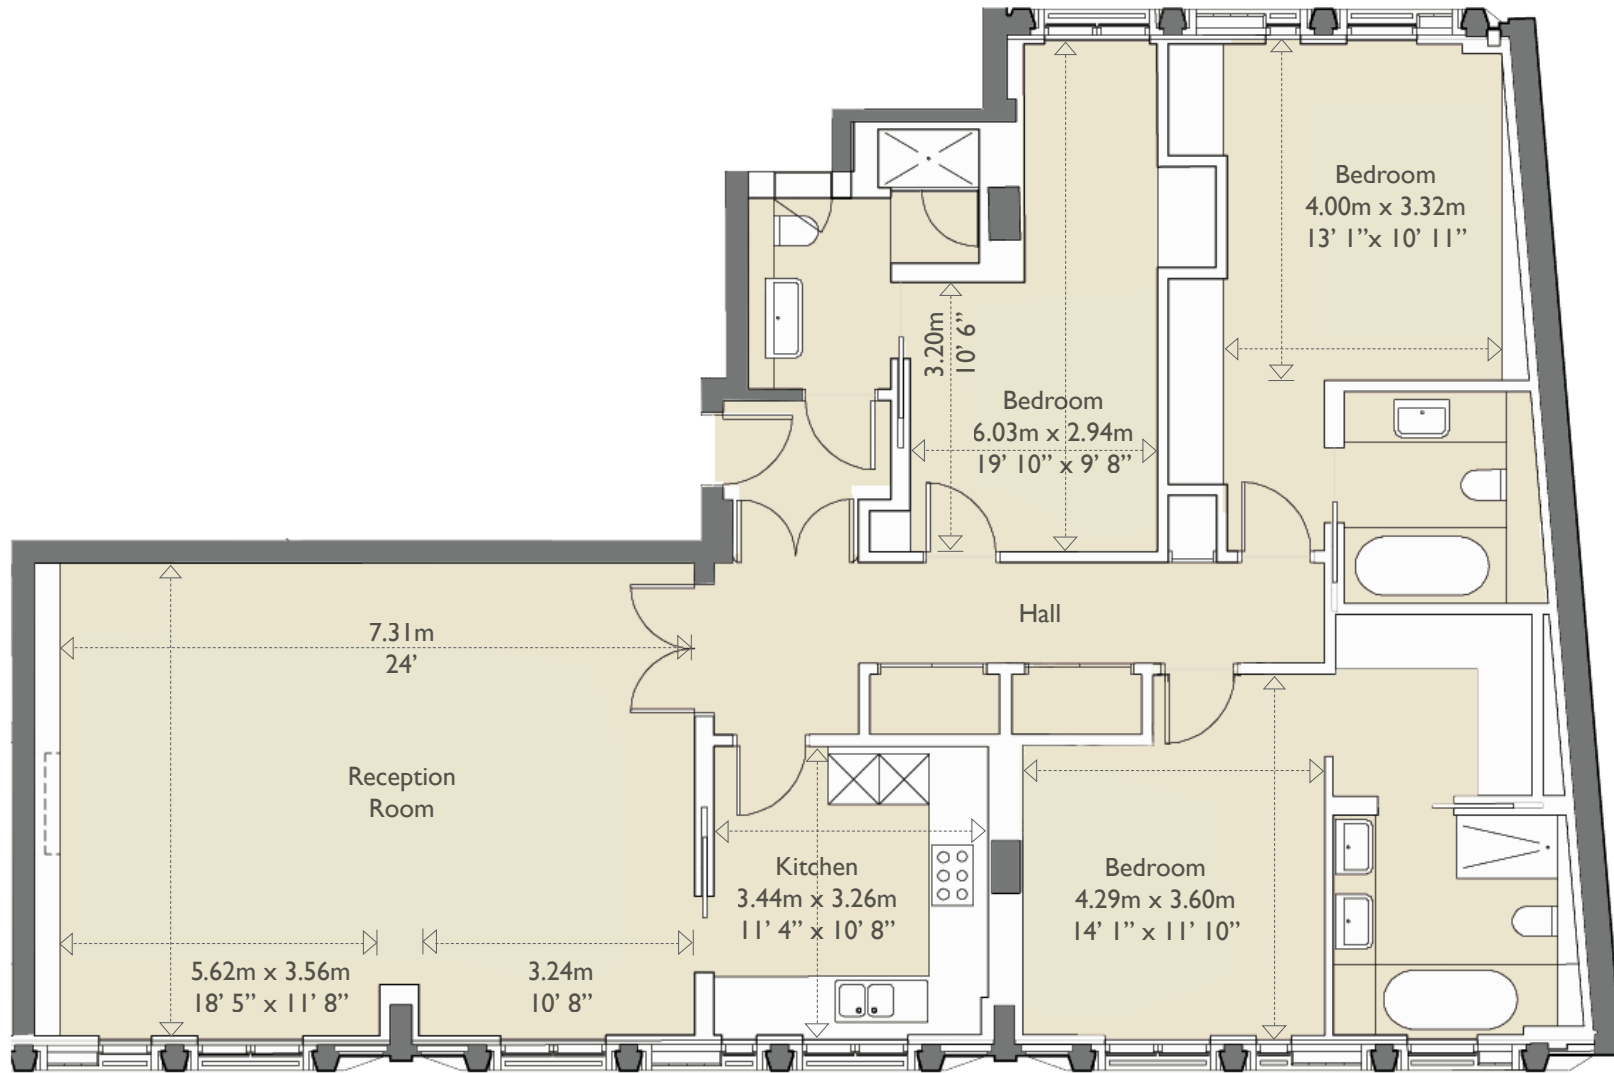 Bedroom
4.00m x 3.32m
13’ 1”x 10’ 11”
3.20m
10’ 6”
Bedroom
6.03m x 2.94m
19’ 10” x 9’ 8”
Hall
7.31m
24’
Reception
Room
Kitchen
3.44m x 3.26m
11’ 4” x 10’ 8”
Bedroom
4.29m x 3.60m
14’ 1” x 11’ 10”
5.62m x 3.56m
18’ 5” x 11’ 8”
3.24m
10’ 8”